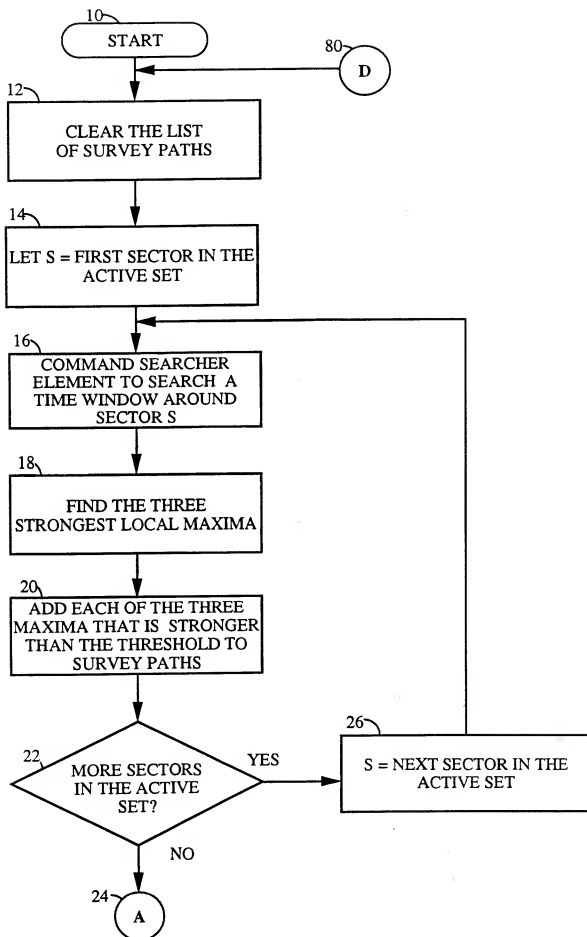 10
START
80
D
12
CLEAR THE LIST
OF SURVEY PATHS
14
LET S = FIRST SECTOR IN THE
ACTIVE SET
16
COMMAND SEARCHER
ELEMENT TO SEARCH A
TIME WINDOW AROUND
SECTOR S
18
FIND THE THREE
STRONGEST LOCAL MAXIMA
20
ADD EACH OF THE THREE
MAXIMA THAT IS STRONGER
THAN THE THRESHOLD TO
SURVEY PATHS
22
MORE SECTORS
IN THE ACTIVE
SET?
YES
26
S = NEXT SECTOR IN THE
ACTIVE SET
NO
24
A